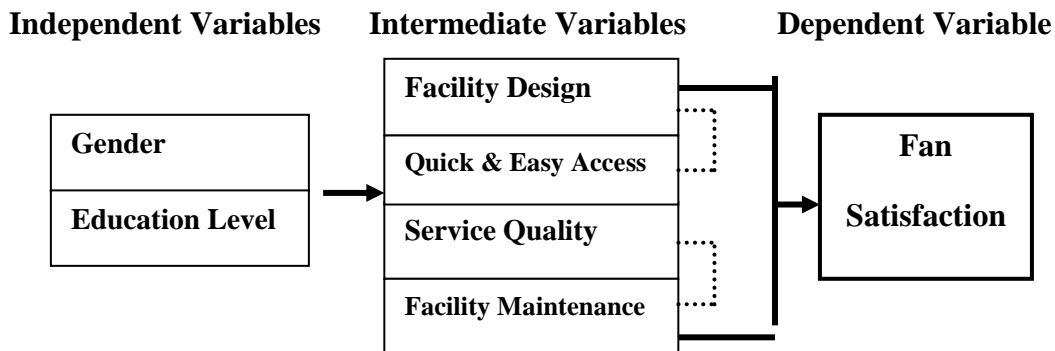 Independent Variables
Intermediate Variables
Dependent Variable
Gender
Education Level
Facility Design
Quick & Easy Access
Service Quality
Facility Maintenance
Fan
Satisfaction